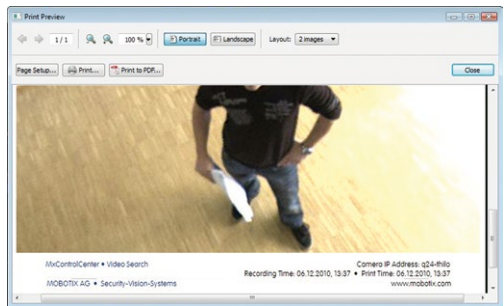 Print Preview
1/1 100 % Portrait Landscape Layout: 2 images
Page Setup... Print... Print to PDF... Close
MxControlCenter • Video Search Camera IP Address: q24-thilo
Recording Time: 06.12.2010, 13:37 • Print Time: 06.12.2010, 13:37
MOBOTIX AG • Security-Vision-Systems www.mobotix.com